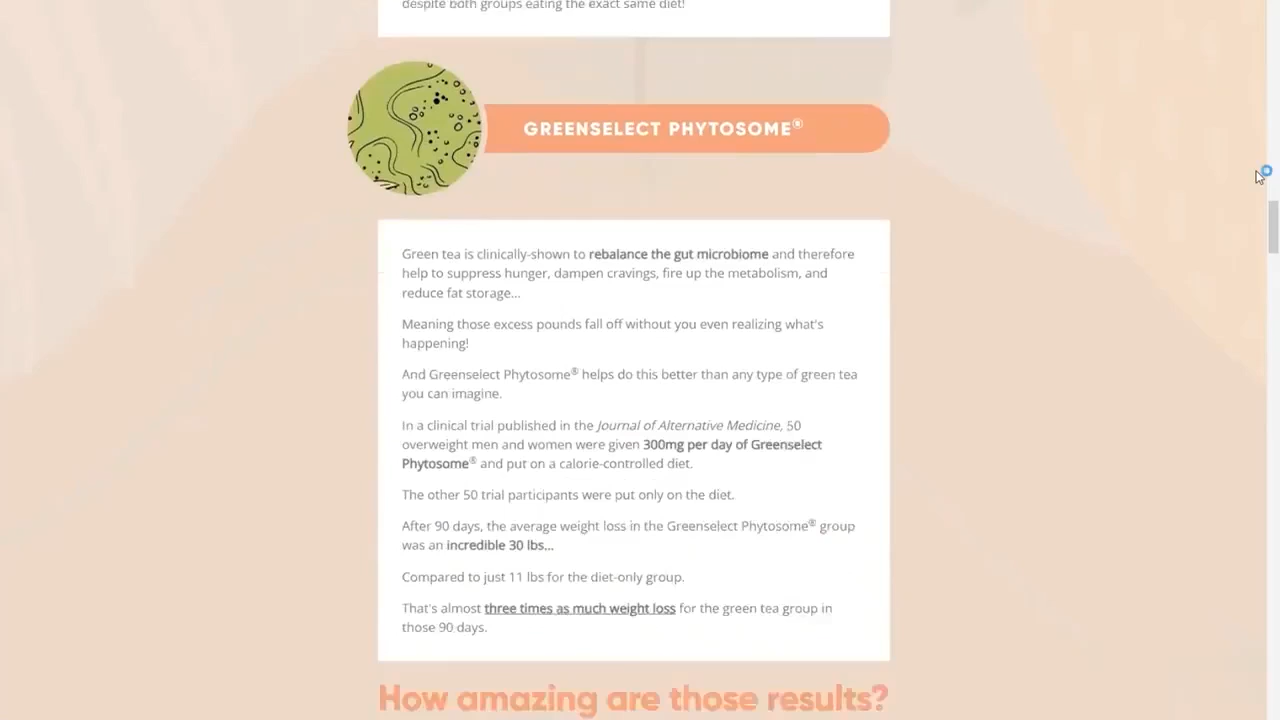 despite both groups eating the exact same diet!
GREENSELECT PHYTOSOME®
Green tea is clinically-shown to rebalance the gut microbiome and therefore
help to suppress hunger, dampen cravings, fire up the metabolism, and
reduce fat storage...
Meaning those excess pounds fall off without you even realizing what's
happening!
And Greenselect Phytosome® helps do this better than any type of green tea
you can imagine.
In a clinical trial published in the Journal of Alternative Medicine, 50
overweight men and women were given 300mg per day of Greenselect
Phytosome® and put on a calorie-controlled diet.
The other 50 trial participants were put only on the diet.
After 90 days, the average weight loss in the Greenselect Phytosome® group
was an incredible 30 lbs...
Compared to just 11 lbs for the diet-only group.
That's almost three times as much weight loss for the green tea group in
those 90 days.
How amazing are those results?